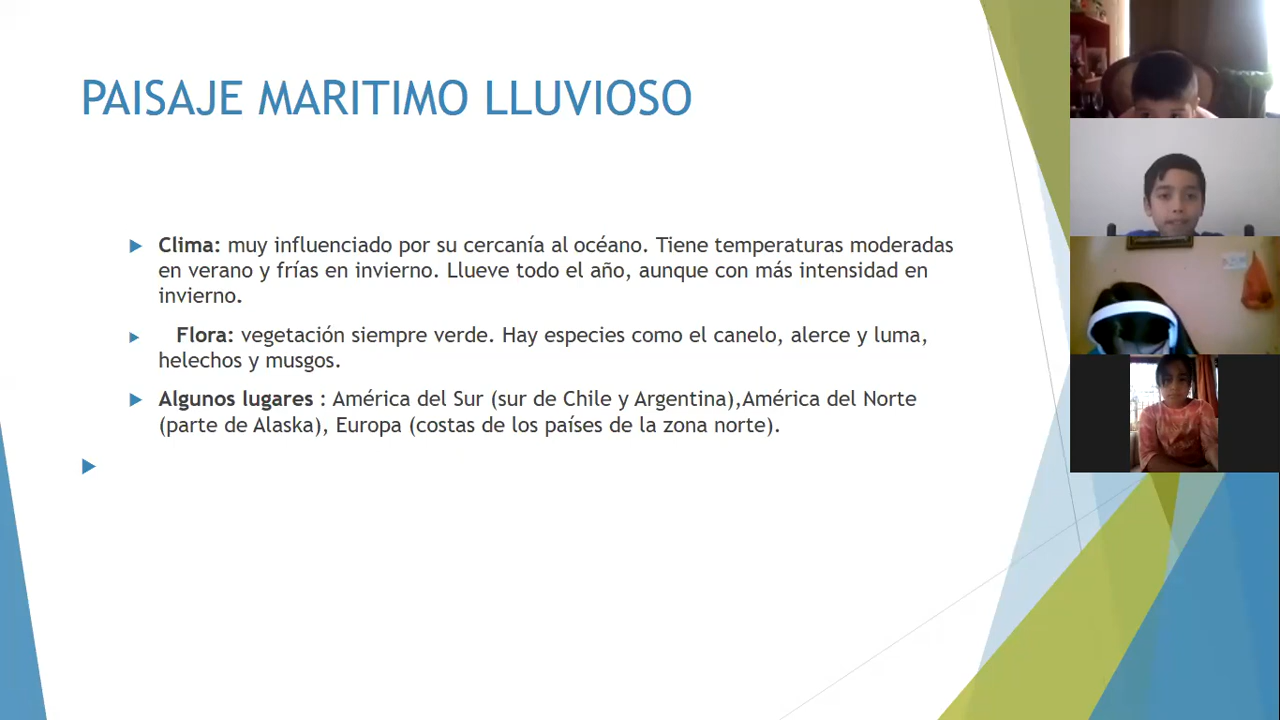 PAISAJE MARITIMO LLUVIOSO
Clima: muy influenciado por su cercanía al océano. Tiene temperaturas moderadas
en verano y frías en invierno. Llueve todo el año, aunque con más intensidad en
invierno.
Flora: vegetación siempre verde. Hay especies como el canelo, alerce y luma,
helechos y musgos.
Algunos lugares : América del Sur (sur de Chile y Argentina),América del Norte
(parte de Alaska), Europa (costas de los países de la zona norte).